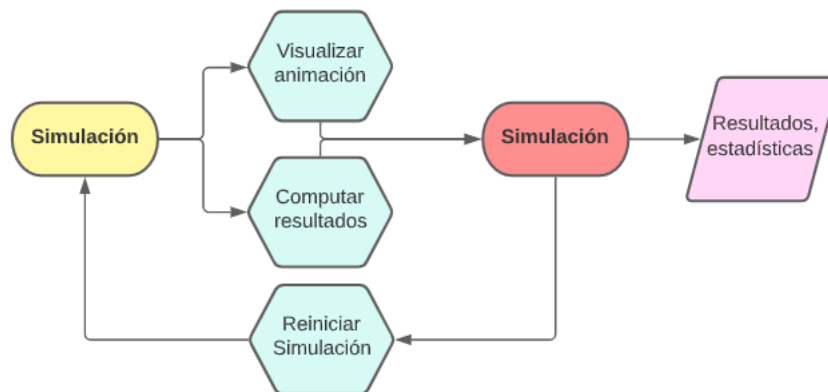 Visualizar
animación
Simulación
Simulación
Resultados,
estadísticas
Computar
resultados
Reiniciar
Simulación